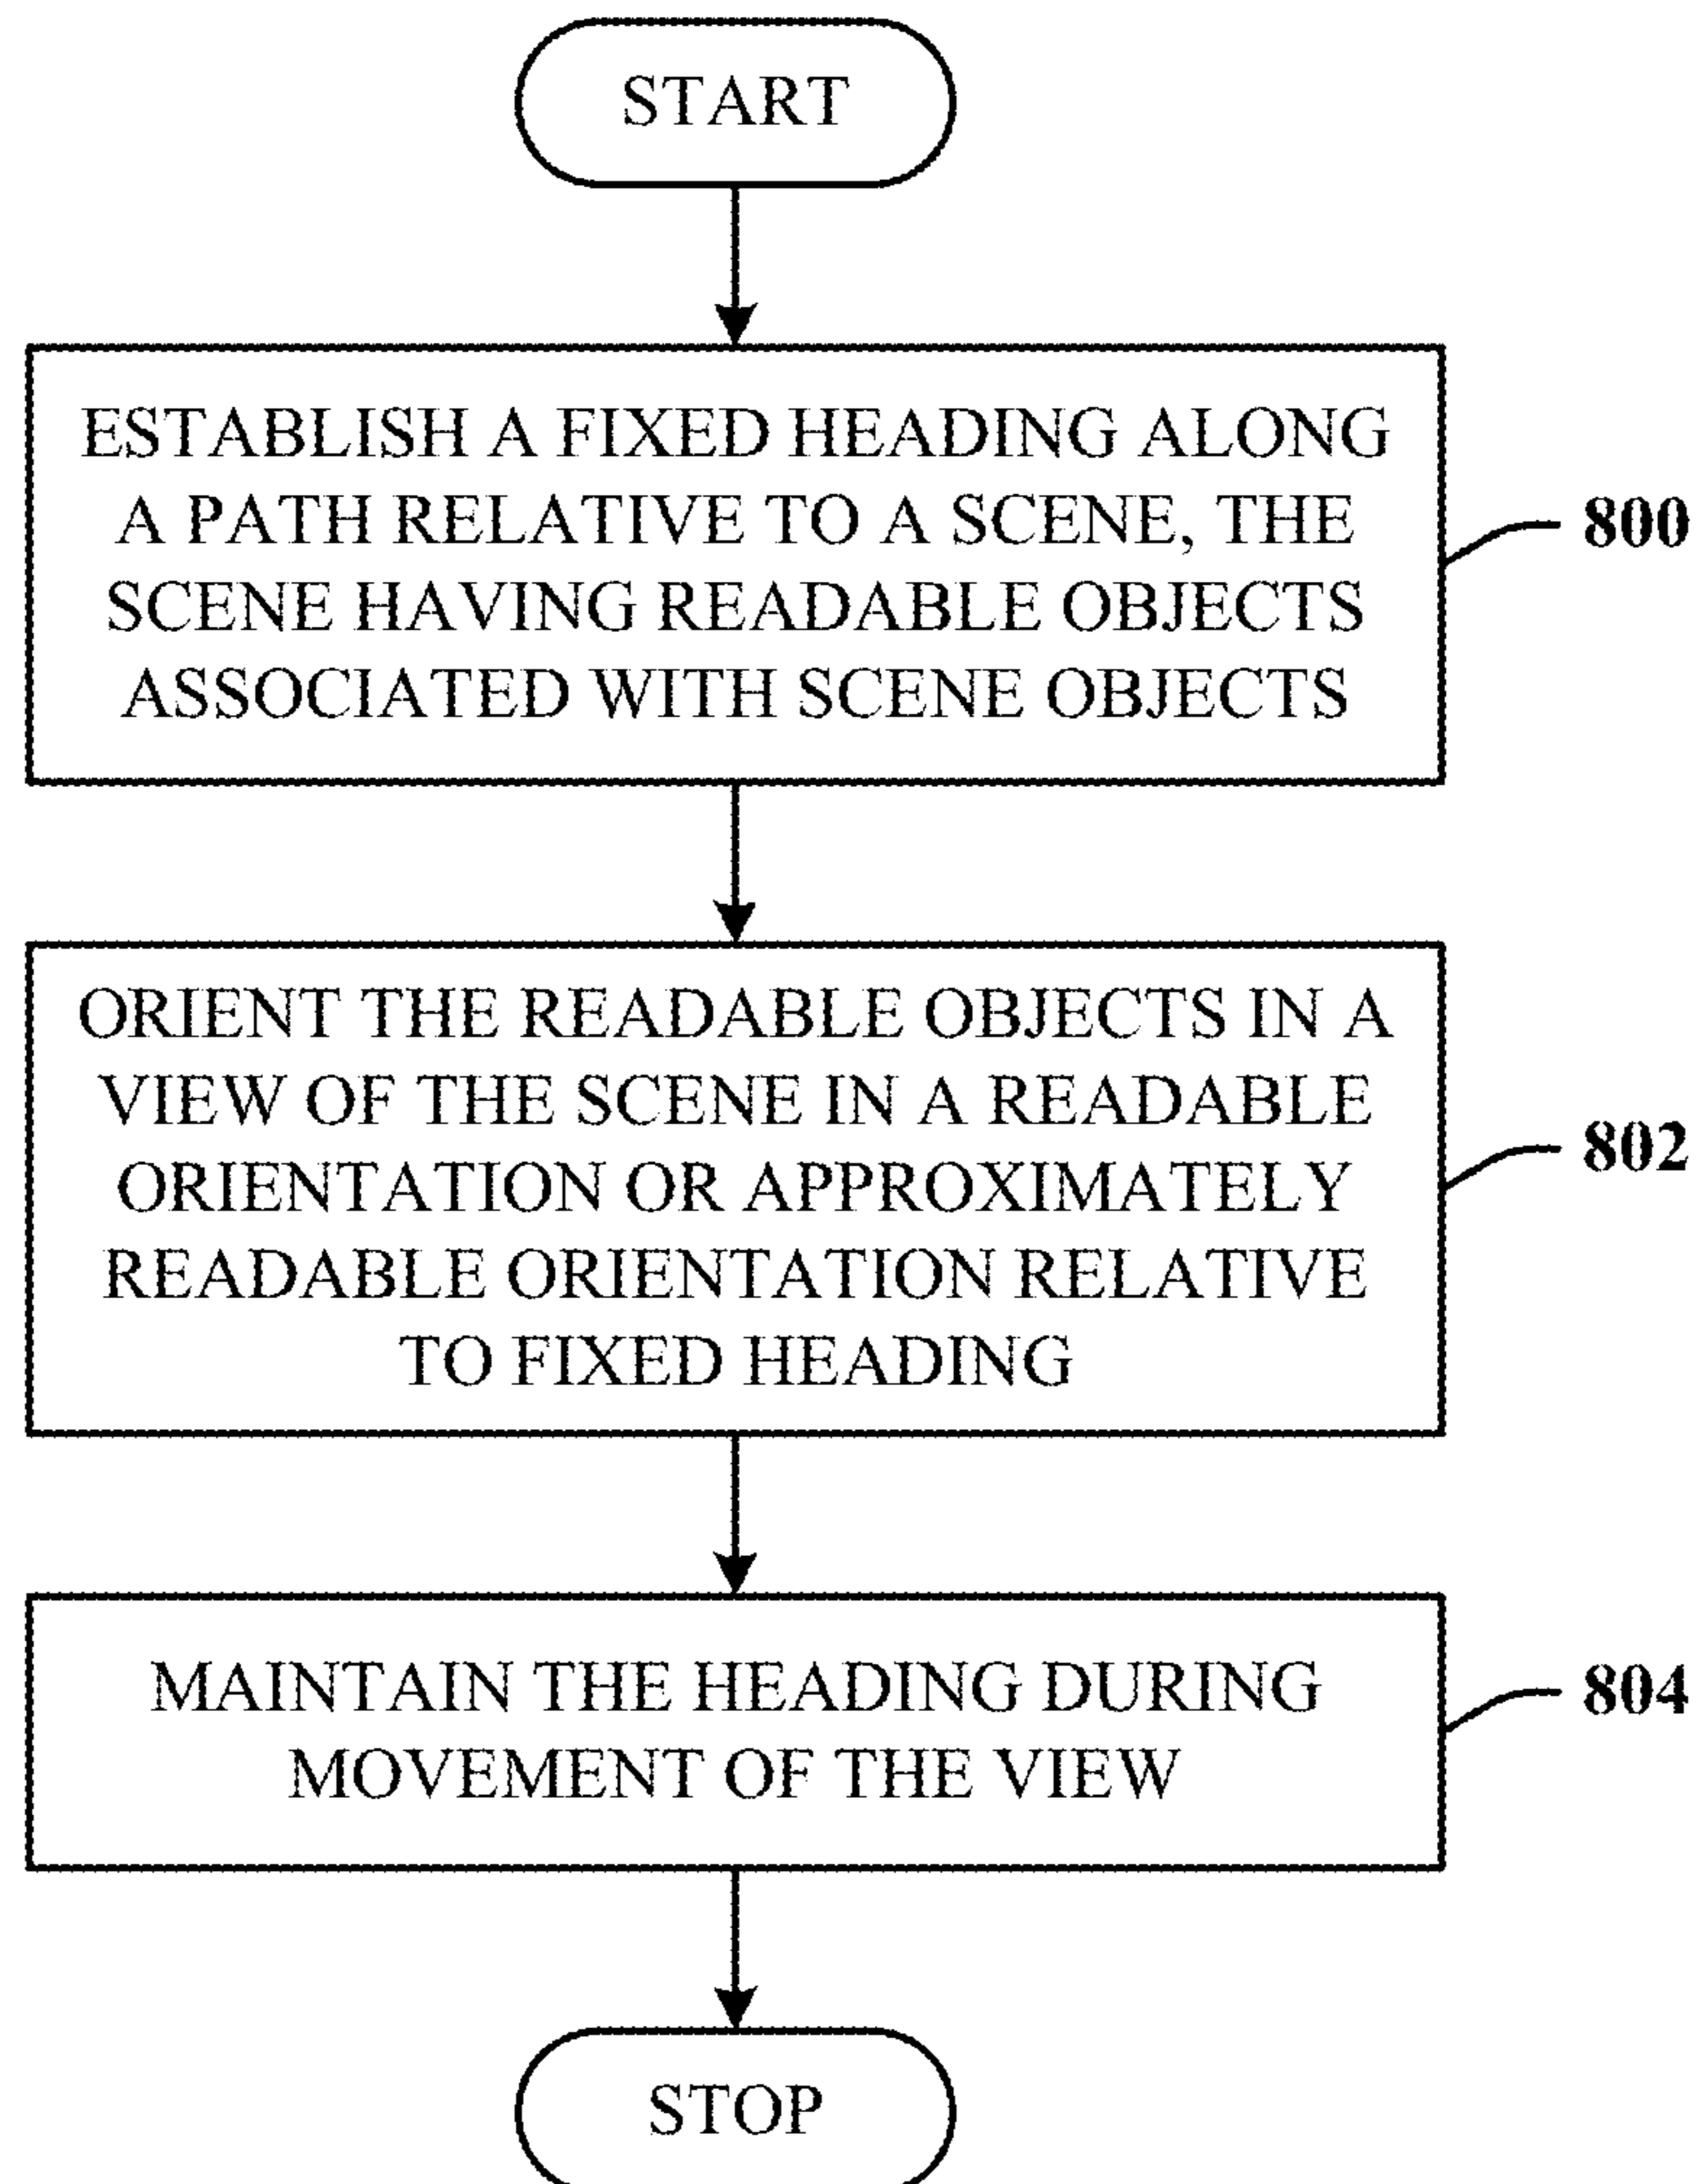 START
ESTABLISH A FIXED HEADING ALONG
A PATH RELATIVE TO A SCENE, THE
SCENE HAVING READABLE OBJECTS
ASSOCIATED WITH SCENE OBJECTS
800
ORIENT THE READABLE OBJECTS IN A
VIEW OF THE SCENE IN A READABLE
ORIENTATION OR APPROXIMATELY
READABLE ORIENTATION RELATIVE
TO FIXED HEADING
802
MAINTAIN THE HEADING DURING
MOVEMENT OF THE VIEW
804
STOP